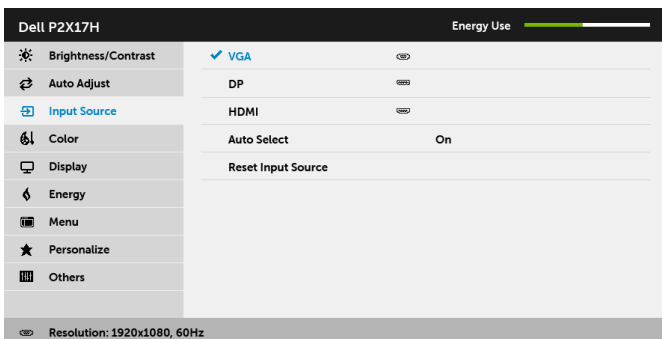 Dell P2X17H Energy Use
Brightness/Contrast VGA
Auto Adjust DP
Input Source HDMI
Color Auto Select On
Display Reset Input Source
Energy
Menu
Personalize
Others
Resolution: 1920x1080, 60Hz